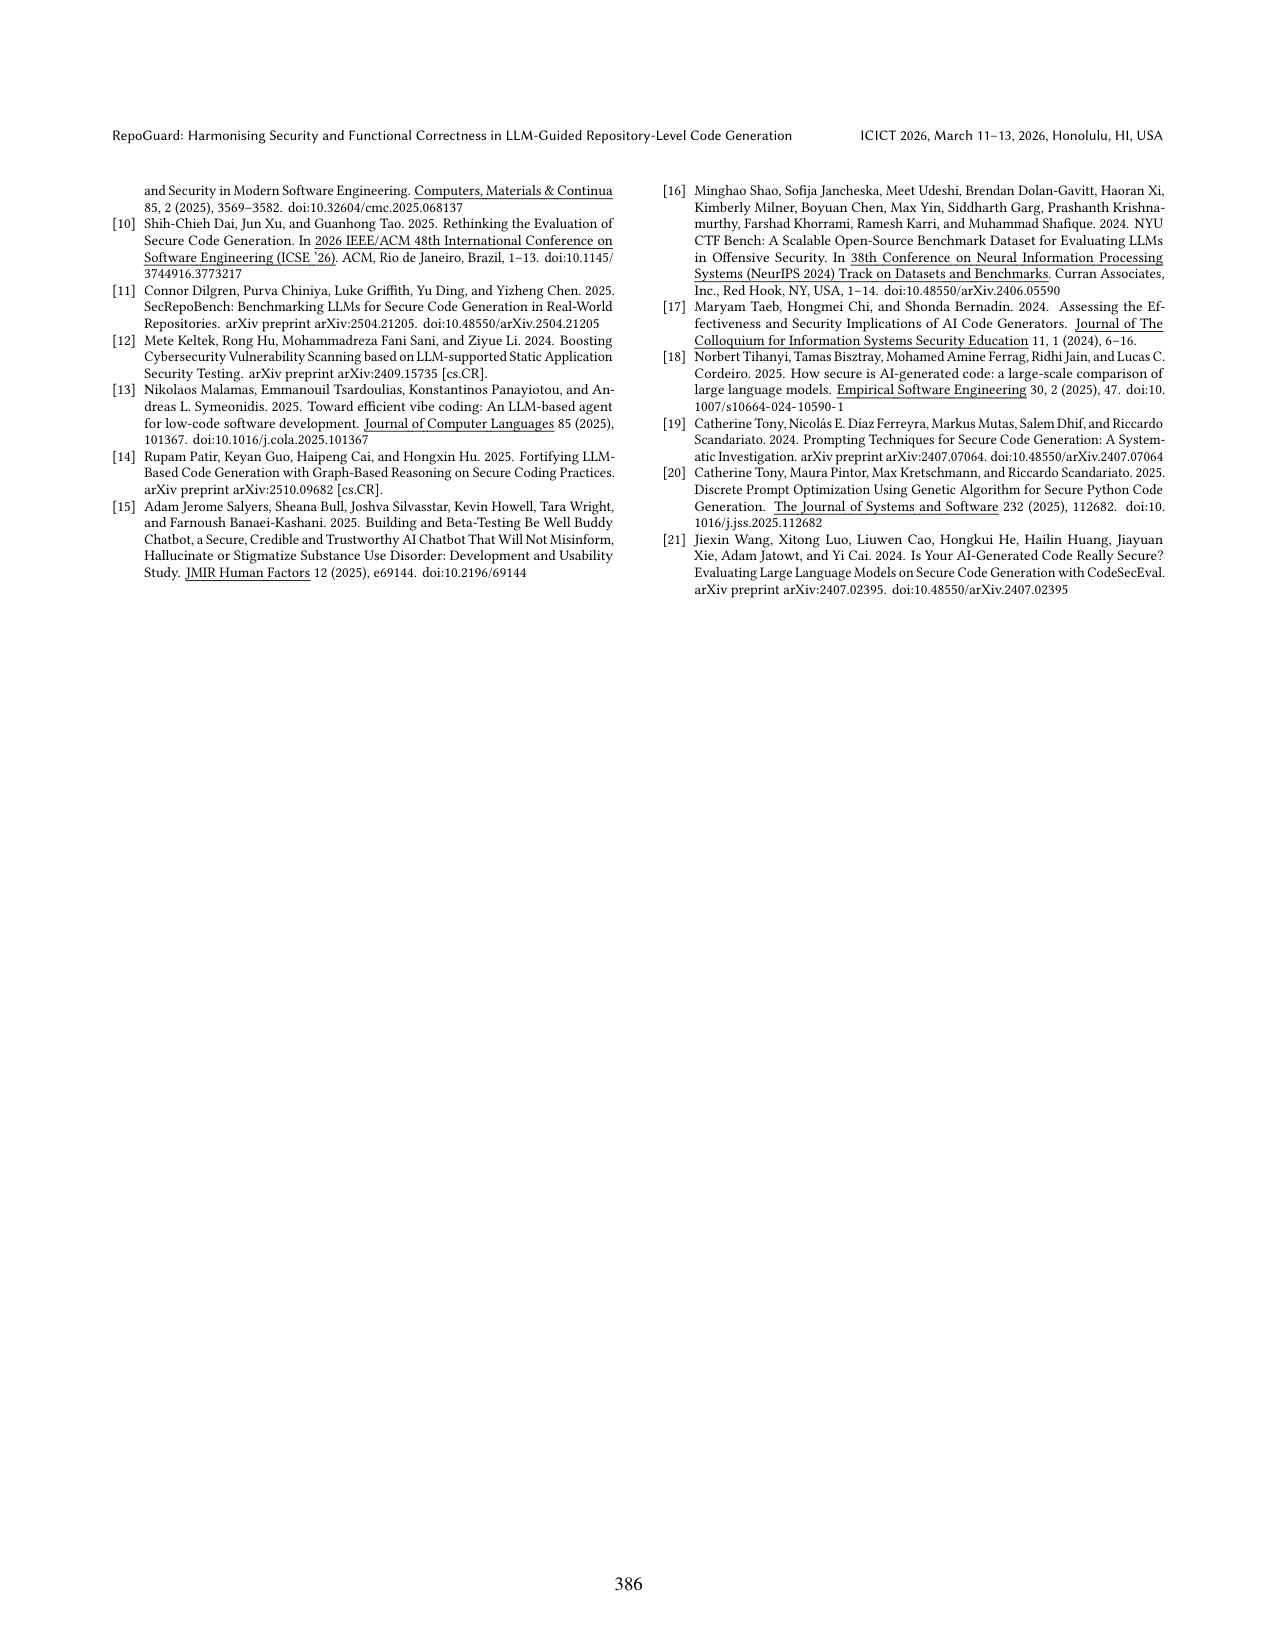 RepoGuard: Harmonising Security and Functional Correctness in LLM-Guided Repository-Level Code Generation
ICICT 2026, March 11–13, 2026, Honolulu, HI, USA
and Security in Modern Software Engineering. Computers, Materials & Continua
85, 2 (2025), 3569–3582. doi:10.32604/cmc.2025.068137
[10] Shih-Chieh Dai, Jun Xu, and Guanhong Tao. 2025. Rethinking the Evaluation of
Secure Code Generation. In 2026 IEEE/ACM 48th International Conference on
Software Engineering (ICSE ’26). ACM, Rio de Janeiro, Brazil, 1–13. doi:10.1145/
3744916.3773217
[11] Connor Dilgren, Purva Chiniya, Luke Griffith, Yu Ding, and Yizheng Chen. 2025.
SecRepoBench: Benchmarking LLMs for Secure Code Generation in Real-World
Repositories. arXiv preprint arXiv:2504.21205. doi:10.48550/arXiv.2504.21205
[12] Mete Keltek, Rong Hu, Mohammadreza Fani Sani, and Ziyue Li. 2024. Boosting
Cybersecurity Vulnerability Scanning based on LLM-supported Static Application
Security Testing. arXiv preprint arXiv:2409.15735 [cs.CR].
[13] Nikolaos Malamas, Emmanouil Tsardoulias, Konstantinos Panayiotou, and An-
dreas L. Symeonidis. 2025. Toward efficient vibe coding: An LLM-based agent
for low-code software development. Journal of Computer Languages 85 (2025),
101367. doi:10.1016/j.cola.2025.101367
[14] Rupam Patir, Keyan Guo, Haipeng Cai, and Hongxin Hu. 2025. Fortifying LLM-
Based Code Generation with Graph-Based Reasoning on Secure Coding Practices.
arXiv preprint arXiv:2510.09682 [cs.CR].
[15] Adam Jerome Salyers, Sheana Bull, Joshva Silvasstar, Kevin Howell, Tara Wright,
and Farnoush Banaei-Kashani. 2025. Building and Beta-Testing Be Well Buddy
Chatbot, a Secure, Credible and Trustworthy AI Chatbot That Will Not Misinform,
Hallucinate or Stigmatize Substance Use Disorder: Development and Usability
Study. JMIR Human Factors 12 (2025), e69144. doi:10.2196/69144
[16] Minghao Shao, Sofija Jancheska, Meet Udeshi, Brendan Dolan-Gavitt, Haoran Xi,
Kimberly Milner, Boyuan Chen, Max Yin, Siddharth Garg, Prashanth Krishna-
murthy, Farshad Khorrami, Ramesh Karri, and Muhammad Shafique. 2024. NYU
CTF Bench: A Scalable Open-Source Benchmark Dataset for Evaluating LLMs
in Offensive Security. In 38th Conference on Neural Information Processing
Systems (NeurIPS 2024) Track on Datasets and Benchmarks. Curran Associates,
Inc., Red Hook, NY, USA, 1–14. doi:10.48550/arXiv.2406.05590
[17] Maryam Taeb, Hongmei Chi, and Shonda Bernadin. 2024. Assessing the Ef-
fectiveness and Security Implications of AI Code Generators. Journal of The
Colloquium for Information Systems Security Education 11, 1 (2024), 6–16.
[18] Norbert Tihanyi, Tamas Bisztray, Mohamed Amine Ferrag, Ridhi Jain, and Lucas C.
Cordeiro. 2025. How secure is AI-generated code: a large-scale comparison of
large language models. Empirical Software Engineering 30, 2 (2025), 47. doi:10.
1007/s10664-024-10590-1
[19] Catherine Tony, Nicolás E. Díaz Ferreyra, Markus Mutas, Salem Dhif, and Riccardo
Scandariato. 2024. Prompting Techniques for Secure Code Generation: A System-
atic Investigation. arXiv preprint arXiv:2407.07064. doi:10.48550/arXiv.2407.07064
[20] Catherine Tony, Maura Pintor, Max Kretschmann, and Riccardo Scandariato. 2025.
Discrete Prompt Optimization Using Genetic Algorithm for Secure Python Code
Generation. The Journal of Systems and Software 232 (2025), 112682. doi:10.
1016/j.jss.2025.112682
[21] Jiexin Wang, Xitong Luo, Liuwen Cao, Hongkui He, Hailin Huang, Jiayuan
Xie, Adam Jatowt, and Yi Cai. 2024. Is Your AI-Generated Code Really Secure?
Evaluating Large Language Models on Secure Code Generation with CodeSecEval.
arXiv preprint arXiv:2407.02395. doi:10.48550/arXiv.2407.02395
386